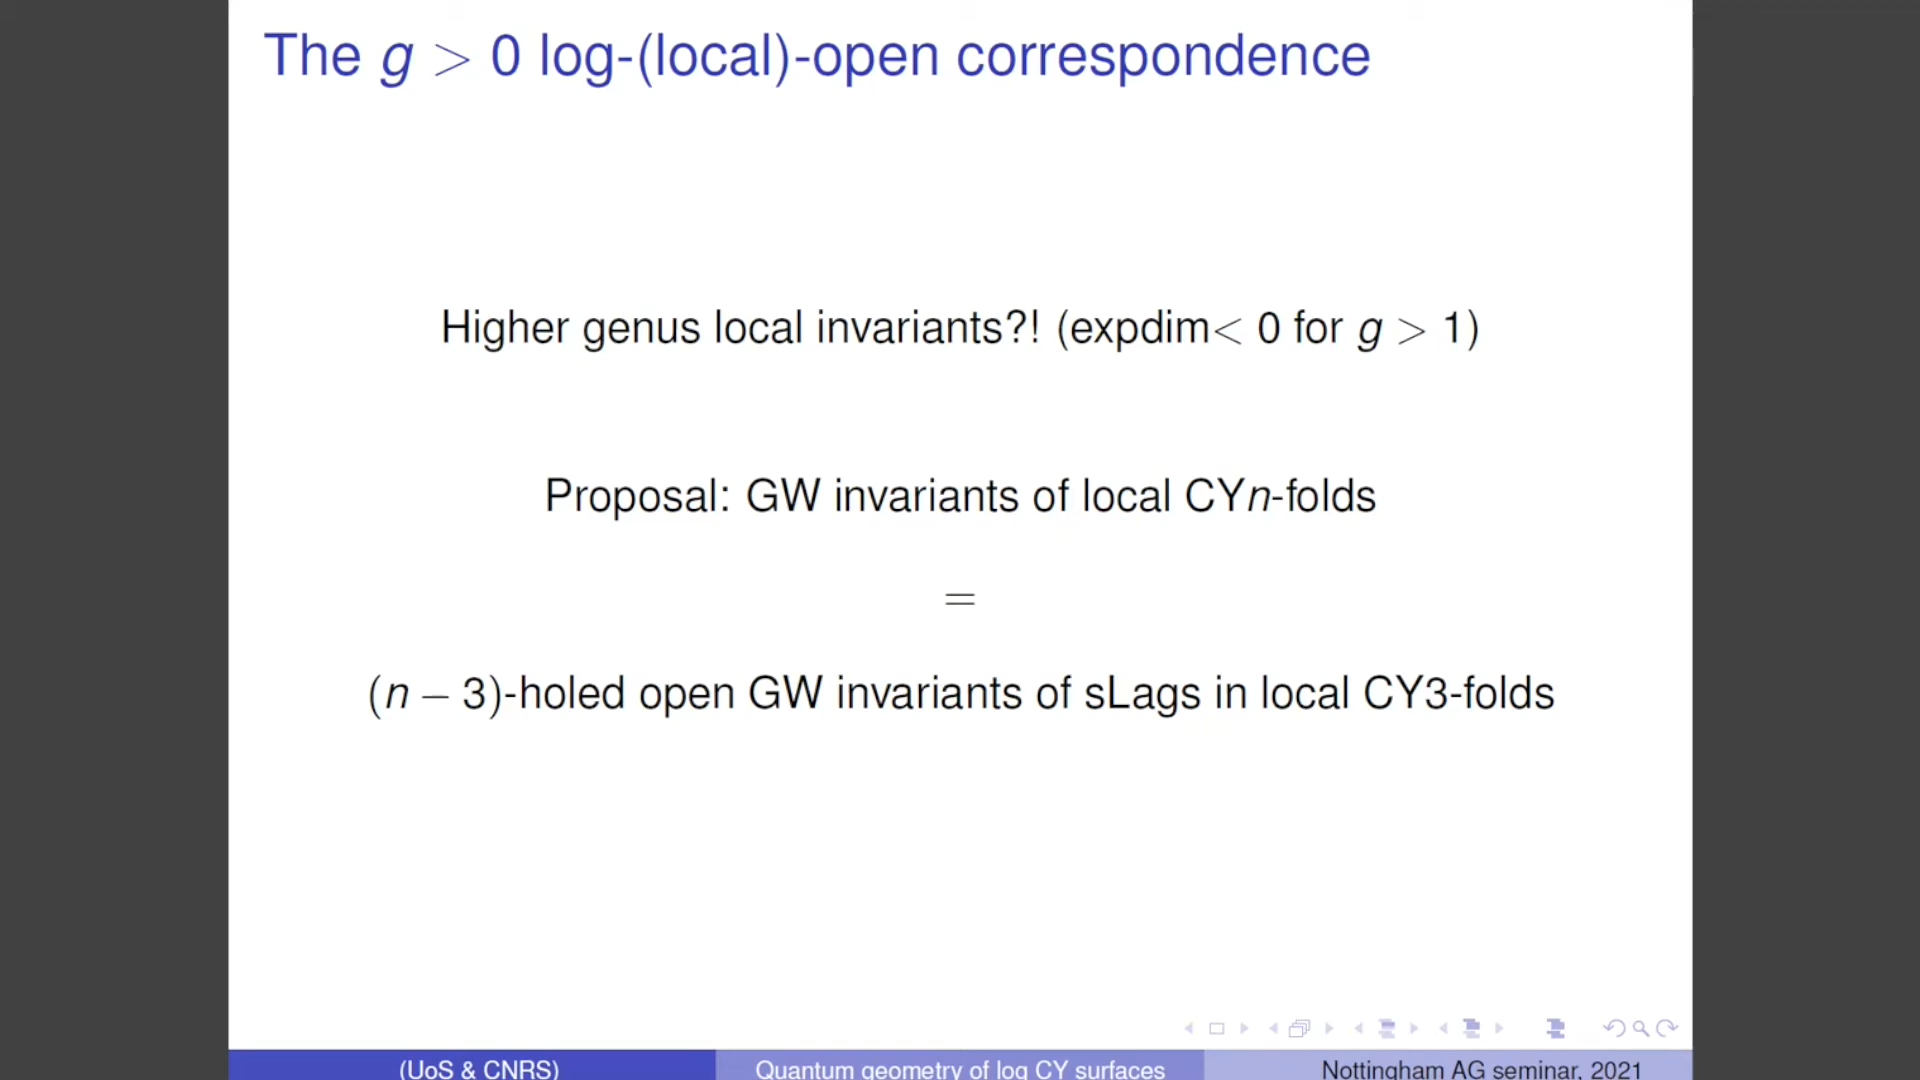 The g > 0 log-(local)-open correspondence
Higher genus local invariants?! (expdim< 0 for g > 1)
Proposal: GW invariants of local CYn-folds
=
(n − 3)-holed open GW invariants of sLags in local CY3-folds
(UoS & CNRS)
Quantum geometry of log CY surfaces
Nottingham AG seminar, 2021